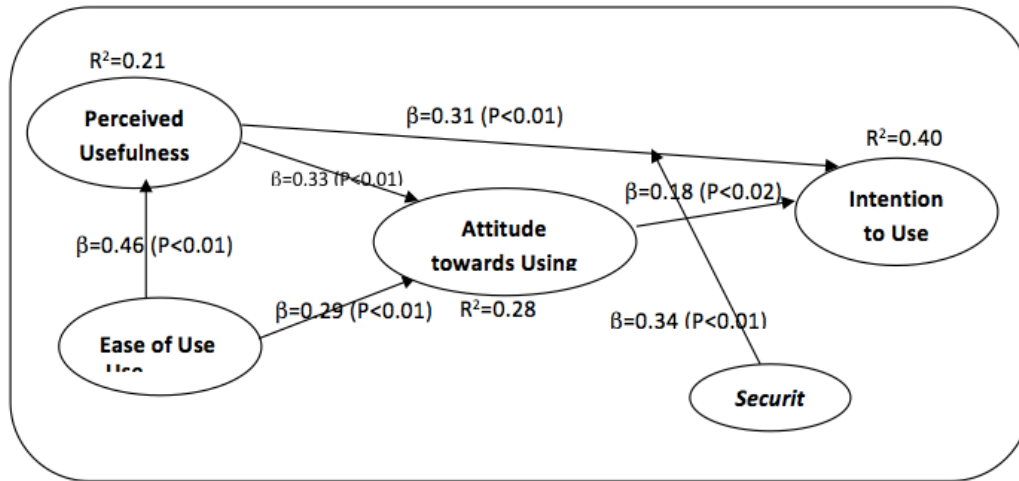 R²=0.21
Perceived
Usefulness
β=0.31 (P<0.01)
R²=0.40
β=0.33 (P<0.01)
β=0.18 (P<0.02)
Intention
to Use
Attitude
towards Using
β=0.46 (P<0.01)
β=0.29 (P<0.01)
R²=0.28
β=0.34 (P<0.01)
Ease of Use
Use
Securit